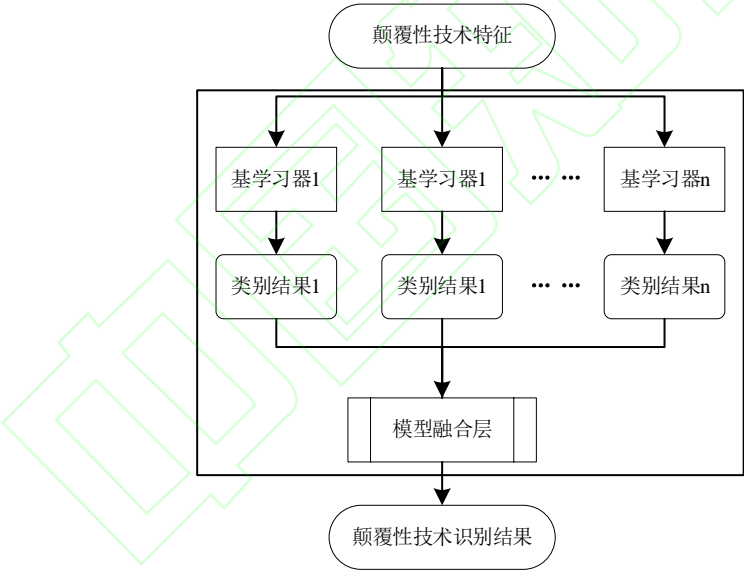 颠覆性技术特征
基学习器1
基学习器1
... ...
基学习器n
类别结果1
类别结果1
... ...
类别结果n
模型融合层
颠覆性技术识别结果